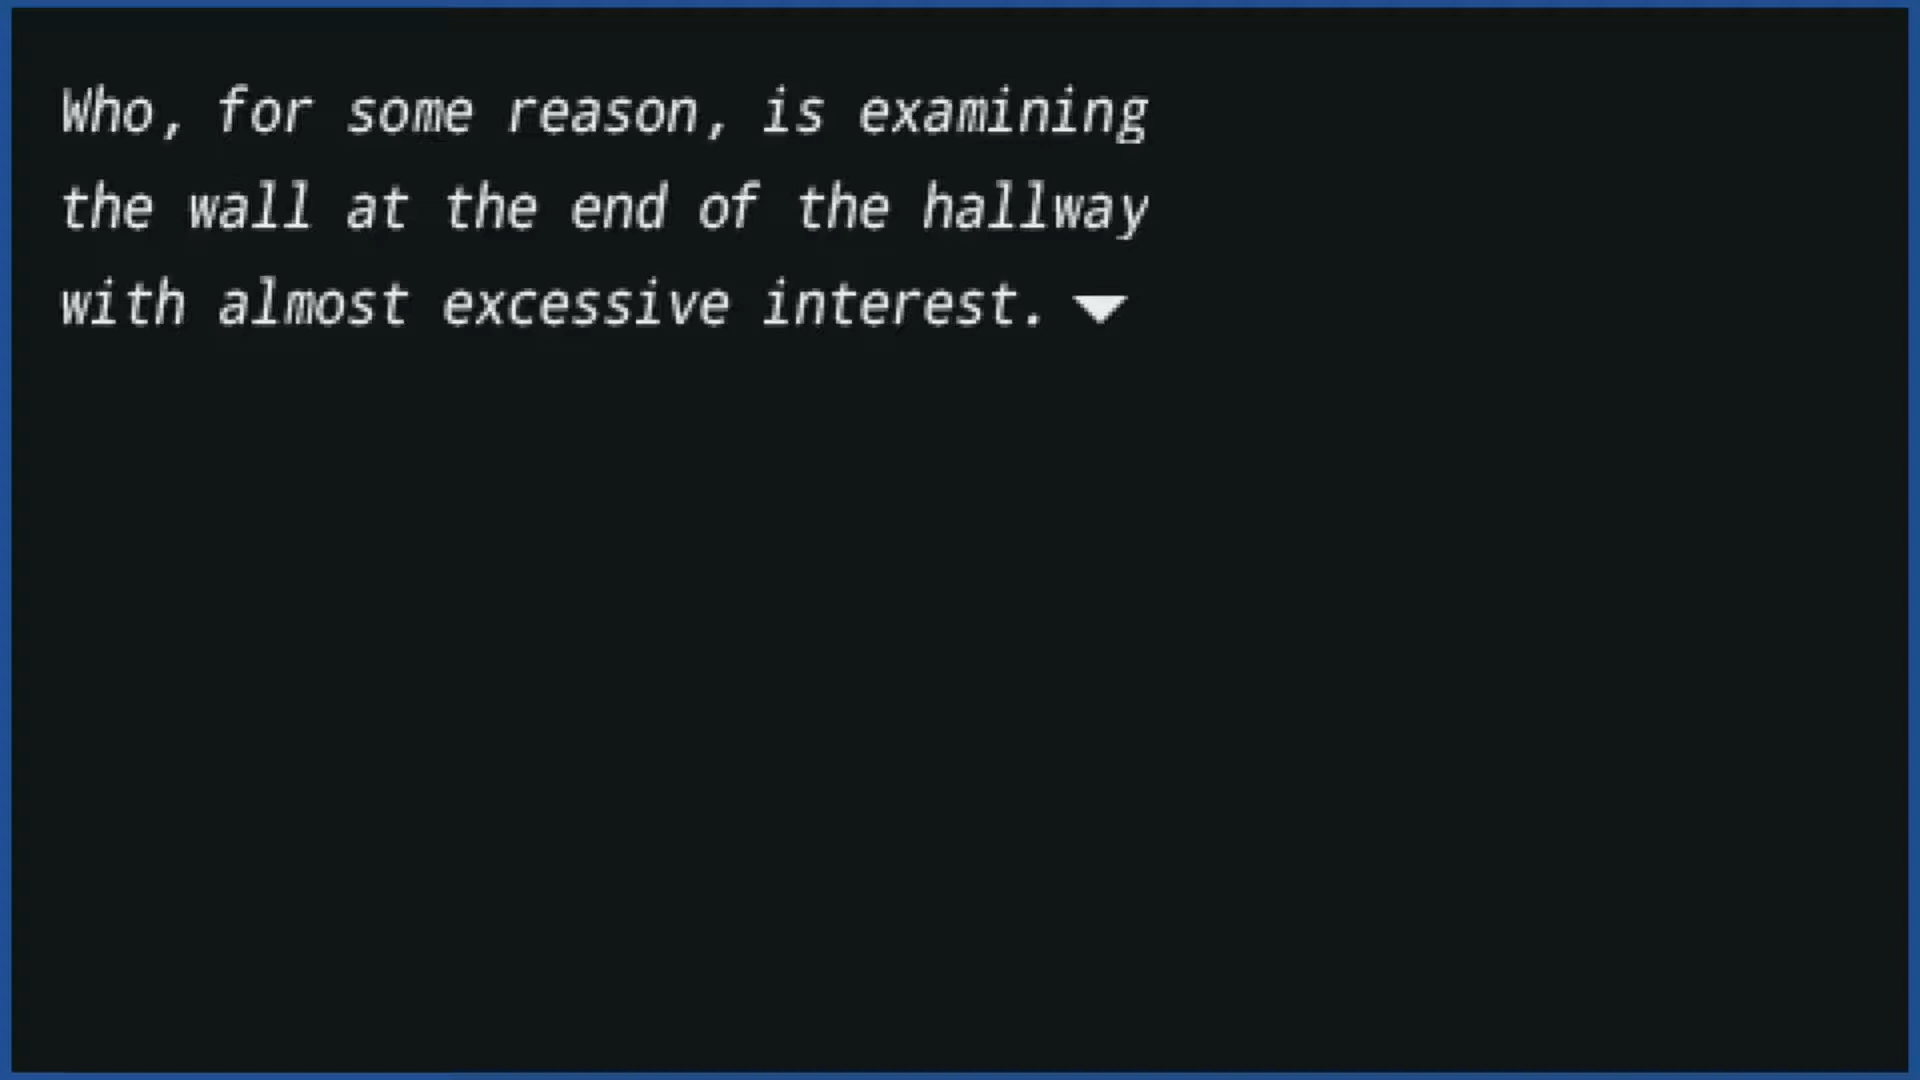 Who, for some reason, is examining
the wall at the end of the hallway
with almost excessive interest.